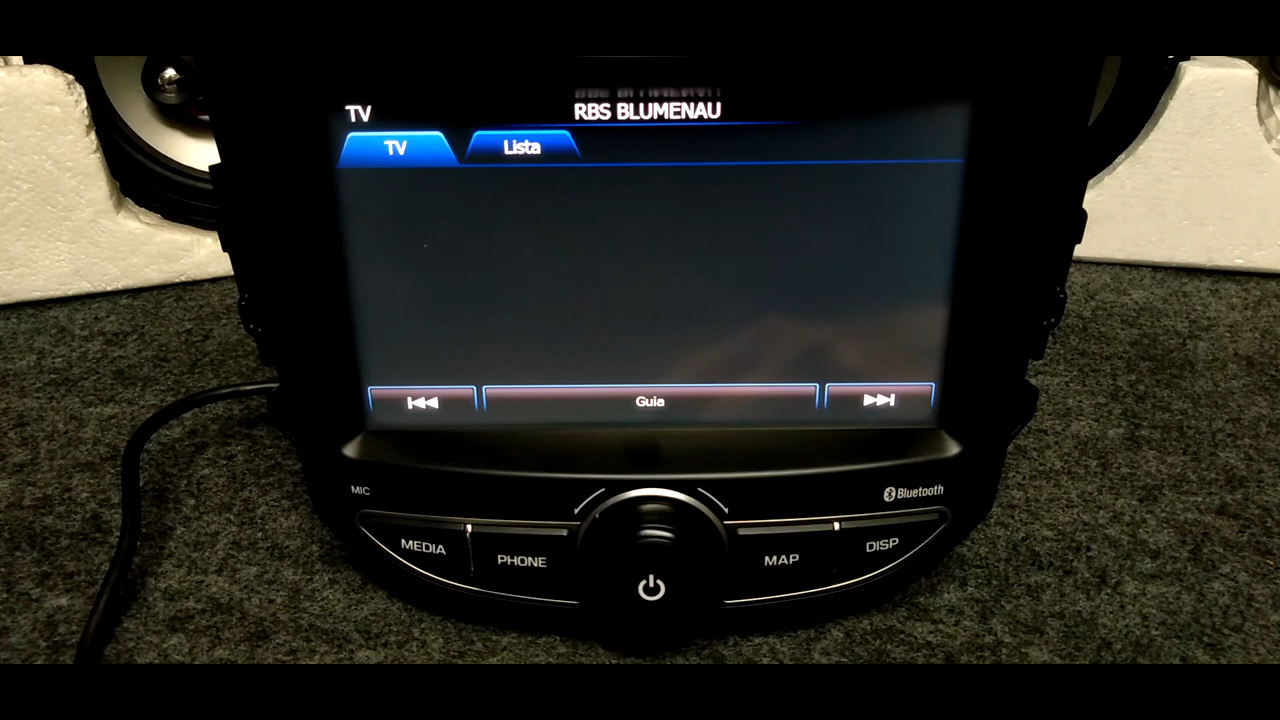 RBS BLUMENAU
TV
TV
Lista
Guia
MIC
Bluetooth
MEDIA
PHONE
MAP
DISP